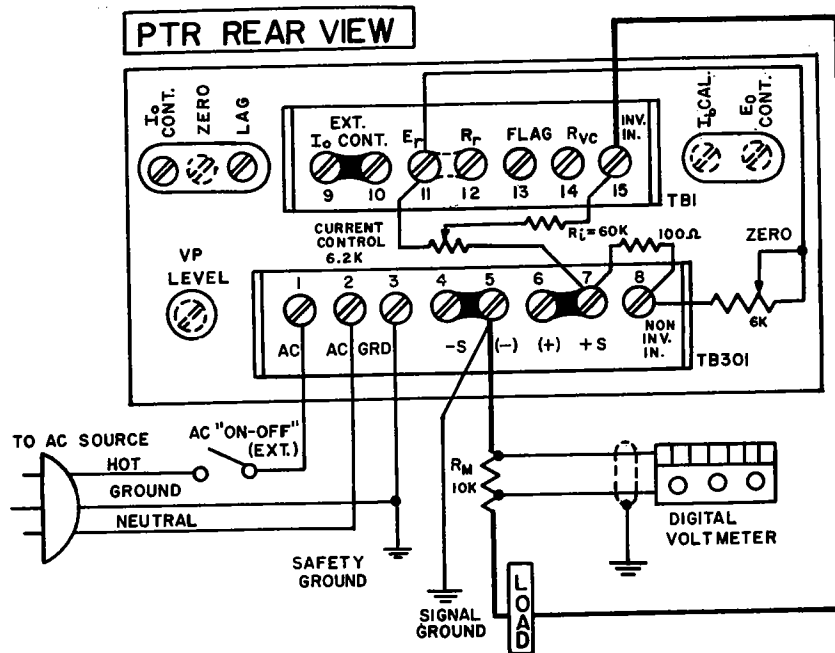 PTR REAR VIEW
Io CONT.
ZERO
LAG
EXT.
Io CONT.
Er
Rr
FLAG
RVC
INV. IN.
Io CAL.
Eo CONT.
9
10
11
12
13
14
15
TB1
CURRENT CONTROL
6.2K
Ri=60K
100Ω
ZERO
6K
VP
LEVEL
1
2
3
4
5
6
7
8
AC
AC
GRD
-S
(-)
(+)
+S
NON
INV.
IN.
TB301
TO AC SOURCE
AC "ON-OFF"
(EXT.)
HOT
GROUND
NEUTRAL
SAFETY
GROUND
SIGNAL
GROUND
RM
10K
LOAD
DIGITAL
VOLTMETER